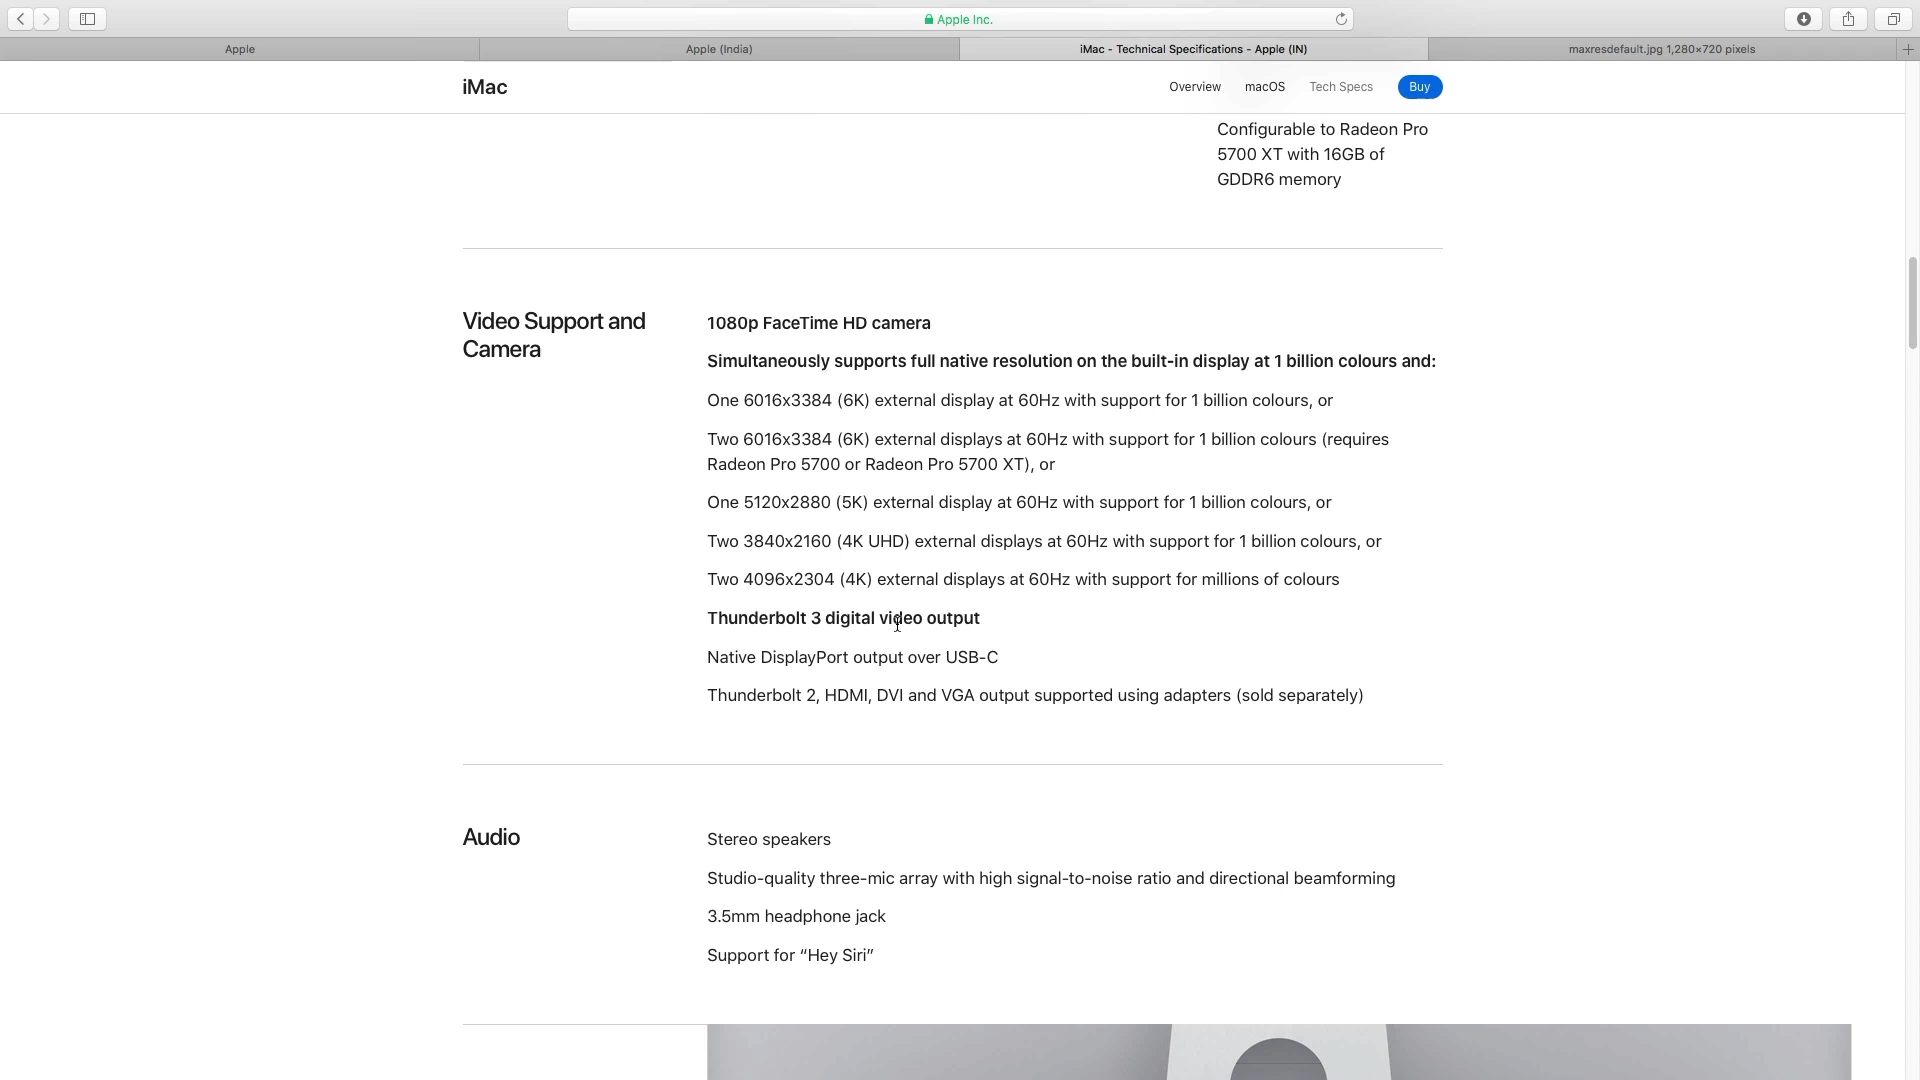 Apple Inc.
Apple
Apple (India)
iMac - Technical Specifications - Apple (IN)
maxresdefault.jpg 1,280×720 pixels
iMac
Overview
macOS
Tech Specs
Buy
Configurable to Radeon Pro
5700 XT with 16GB of
GDDR6 memory
Video Support and
Camera
1080p FaceTime HD camera
Simultaneously supports full native resolution on the built-in display at 1 billion colours and:
One 6016x3384 (6K) external display at 60Hz with support for 1 billion colours, or
Two 6016x3384 (6K) external displays at 60Hz with support for 1 billion colours (requires
Radeon Pro 5700 or Radeon Pro 5700 XT), or
One 5120x2880 (5K) external display at 60Hz with support for 1 billion colours, or
Two 3840x2160 (4K UHD) external displays at 60Hz with support for 1 billion colours, or
Two 4096x2304 (4K) external displays at 60Hz with support for millions of colours
Thunderbolt 3 digital video output
Native DisplayPort output over USB-C
Thunderbolt 2, HDMI, DVI and VGA output supported using adapters (sold separately)
Audio
Stereo speakers
Studio-quality three-mic array with high signal-to-noise ratio and directional beamforming
3.5mm headphone jack
Support for “Hey Siri”